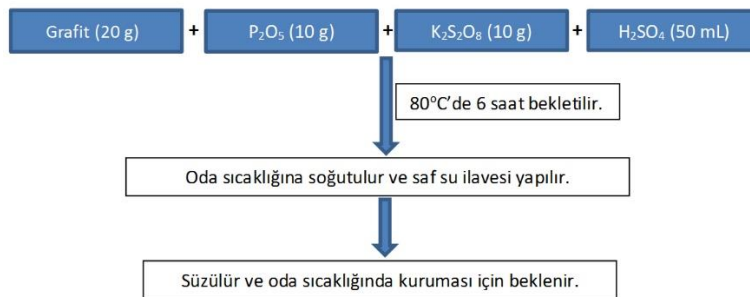 Grafit (20 g) + P₂O₅ (10 g) + K₂S₂O₈ (10 g) + H₂SO₄ (50 mL)
80°C'de 6 saat bekletilir.
Oda sıcaklığına soğutulur ve saf su ilavesi yapılır.
Süzülür ve oda sıcaklığında kuruması için beklenir.